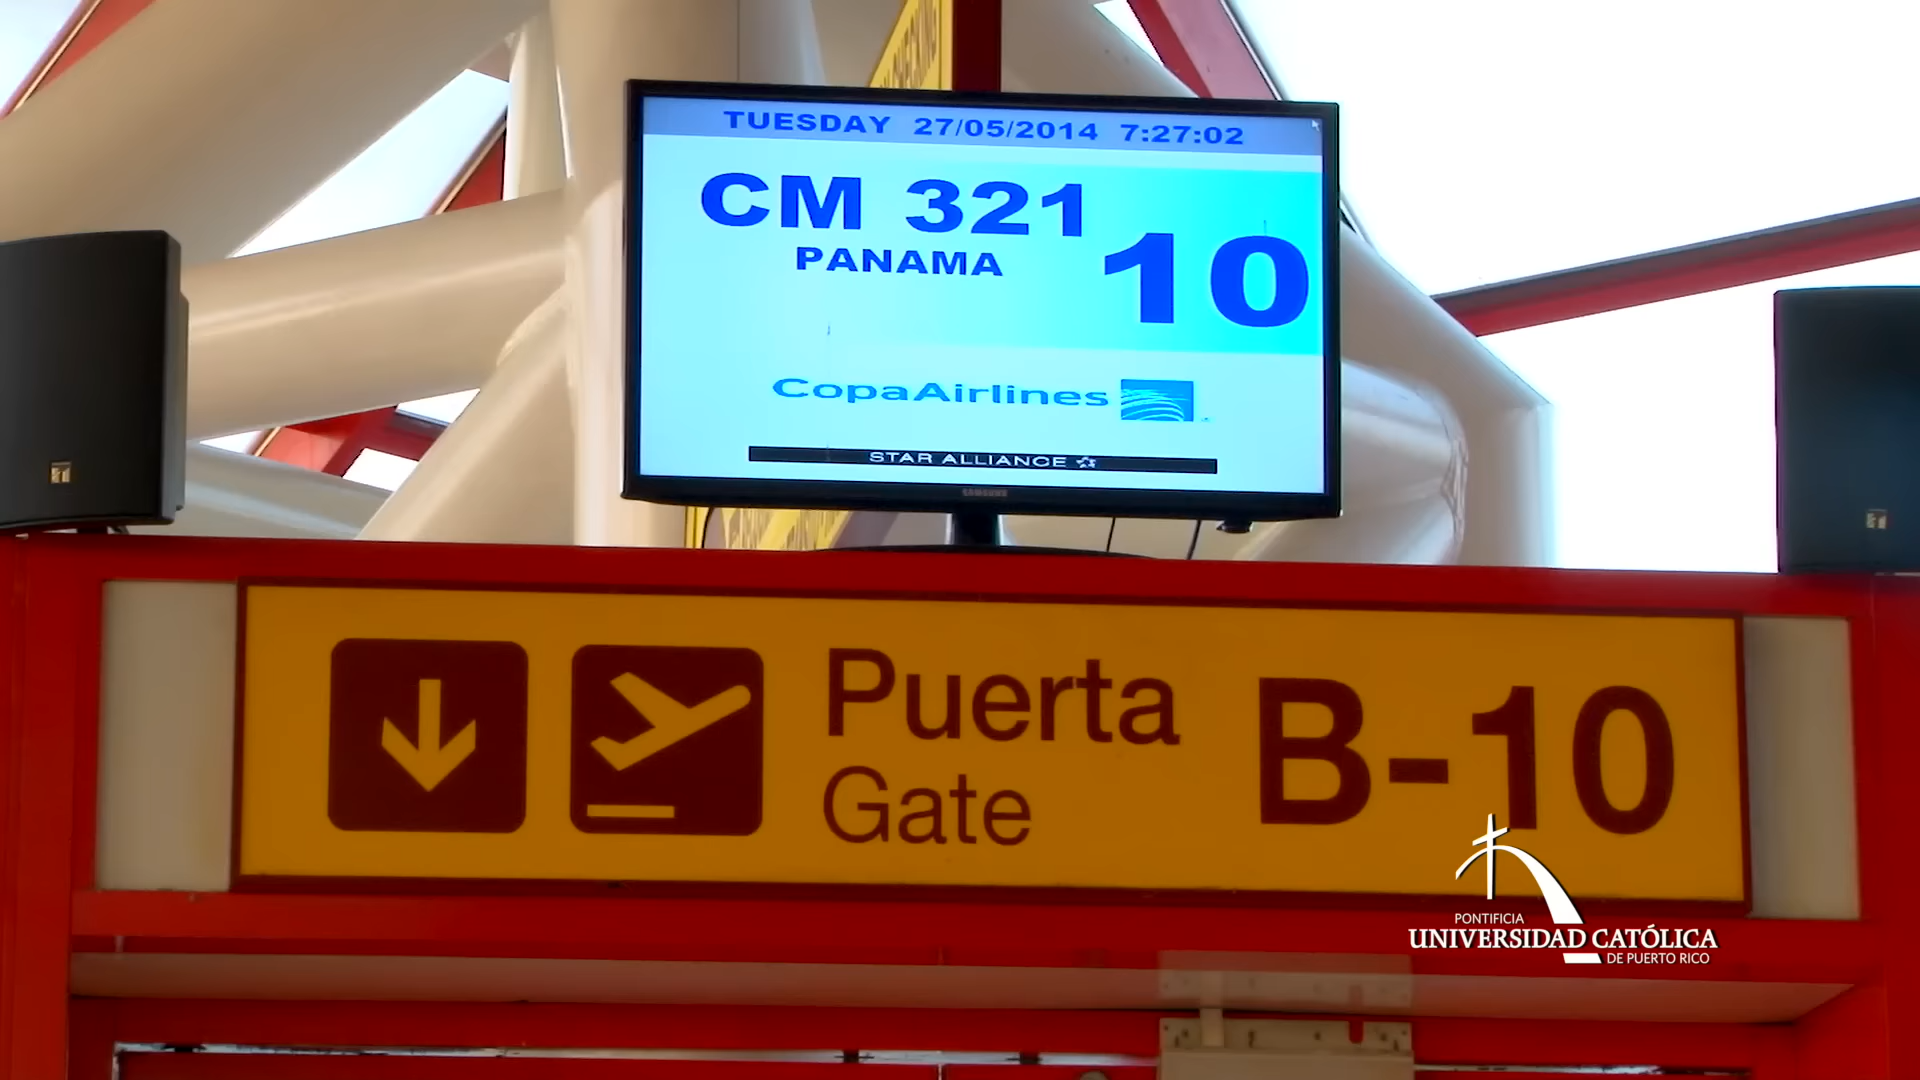 CHECKING
TUESDAY 27/05/2014 7:27:02
CM 321
10
PANAMA
CopaAirlines
STAR ALLIANCE
SAMSUNG
Puerta
Gate
B-10
PONTIFICIA
UNIVERSIDAD CATÓLICA
DE PUERTO RICO